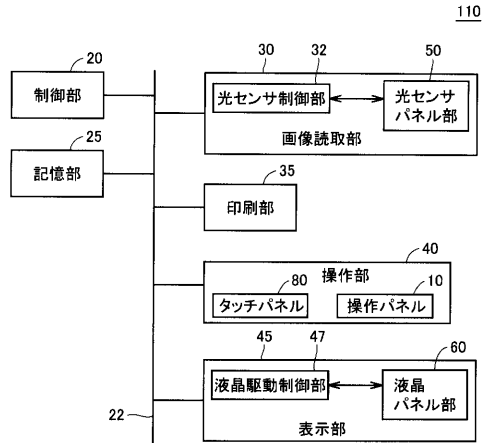 110
20
制御部
25
記憶部
30
32
50
光センサ制御部
光センサ
パネル部
画像読取部
35
印刷部
40
操作部
80
タッチパネル
10
操作パネル
45
47
60
液晶駆動制御部
液晶
パネル部
表示部
22